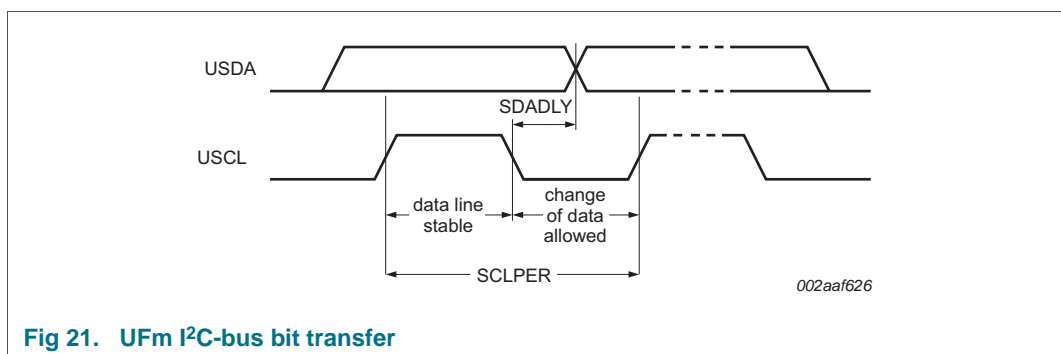 USDA
SDADLY
USCL
data line
stable
change
of data
allowed
SCLPER
002aaf626
Fig 21. UFm I²C-bus bit transfer